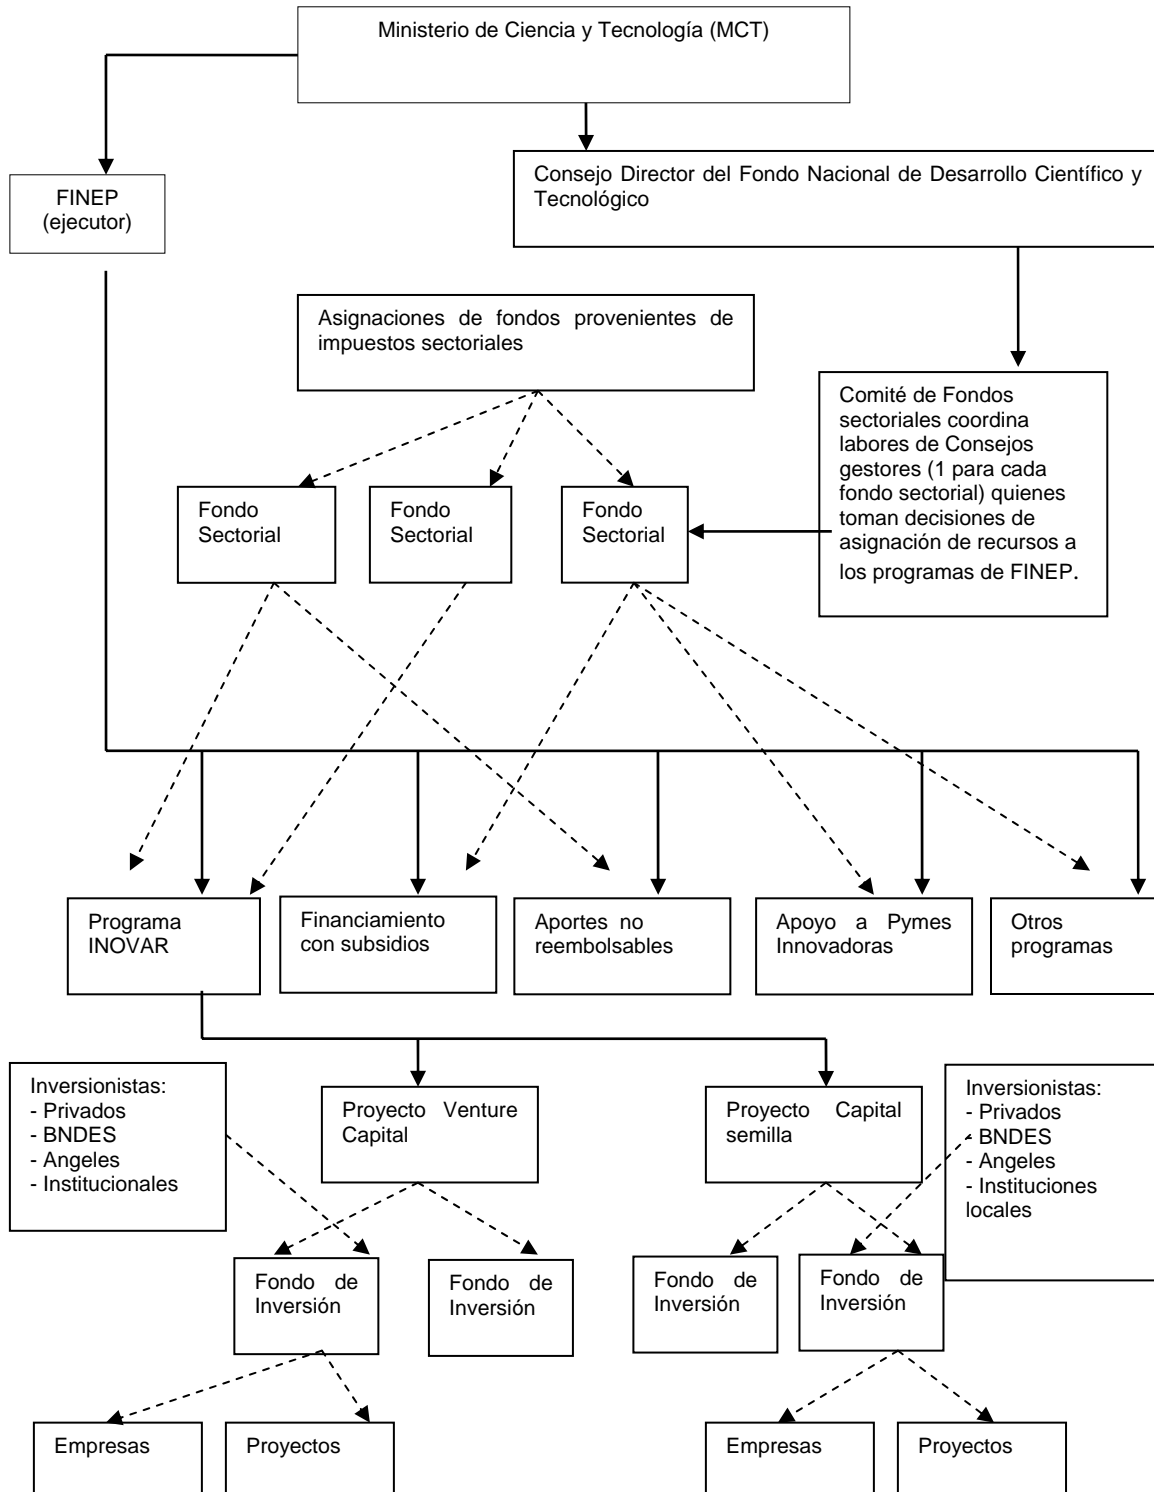 Ministerio de Ciencia y Tecnología (MCT)
Consejo Director del Fondo Nacional de Desarrollo Científico y
Tecnológico
FINEP
(ejecutor)
Asignaciones de fondos provenientes de
impuestos sectoriales
Comité de Fondos
sectoriales coordina
labores de Consejos
gestores (1 para cada
fondo sectorial) quienes
toman decisiones de
asignación de recursos a
los programas de FINEP.
Fondo
Sectorial
Fondo
Sectorial
Fondo
Sectorial
Programa
INOVAR
Financiamiento
con subsidios
Aportes no
reembolsables
Apoyo a Pymes
Innovadoras
Otros
programas
Inversionistas:
- Privados
- BNDES
- Angeles
- Institucionales
Proyecto Venture
Capital
Proyecto Capital
semilla
Inversionistas:
- Privados
- BNDES
- Angeles
- Instituciones
locales
Fondo de
Inversión
Fondo de
Inversión
Fondo de
Inversión
Fondo de
Inversión
Empresas
Proyectos
Empresas
Proyectos